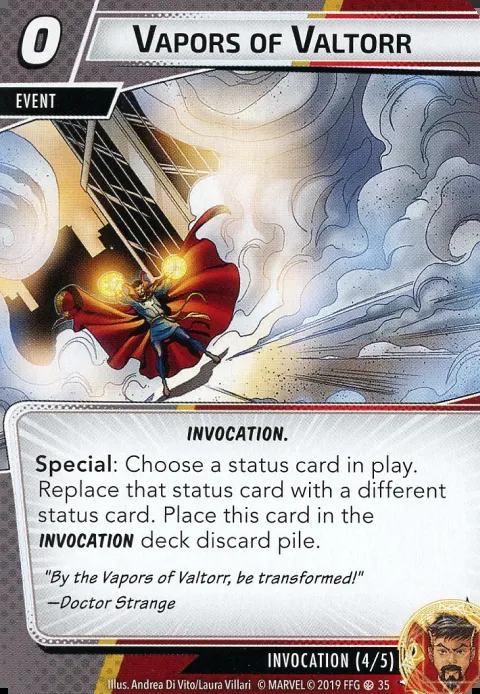 0
VAPORS OF VALTORR
EVENT
INVOCATION.
Special: Choose a status card in play.
Replace that status card with a different
status card. Place this card in the
INVOCATION deck discard pile.
"By the Vapors of Valtorr, be transformed!"
—Doctor Strange
INVOCATION (4/5)
Illus. Andrea Di Vito/Laura Villari © MARVEL © 2019 FFG 35